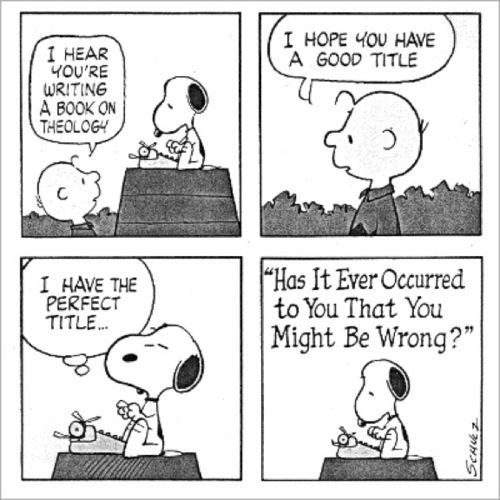 I HEAR
YOU'RE
WRITING
A BOOK ON
THEOLOGY
I HOPE YOU HAVE
A GOOD TITLE
I HAVE THE
PERFECT
TITLE...
"Has It Ever Occurred
to You That You
Might Be Wrong?"
SCHULZ